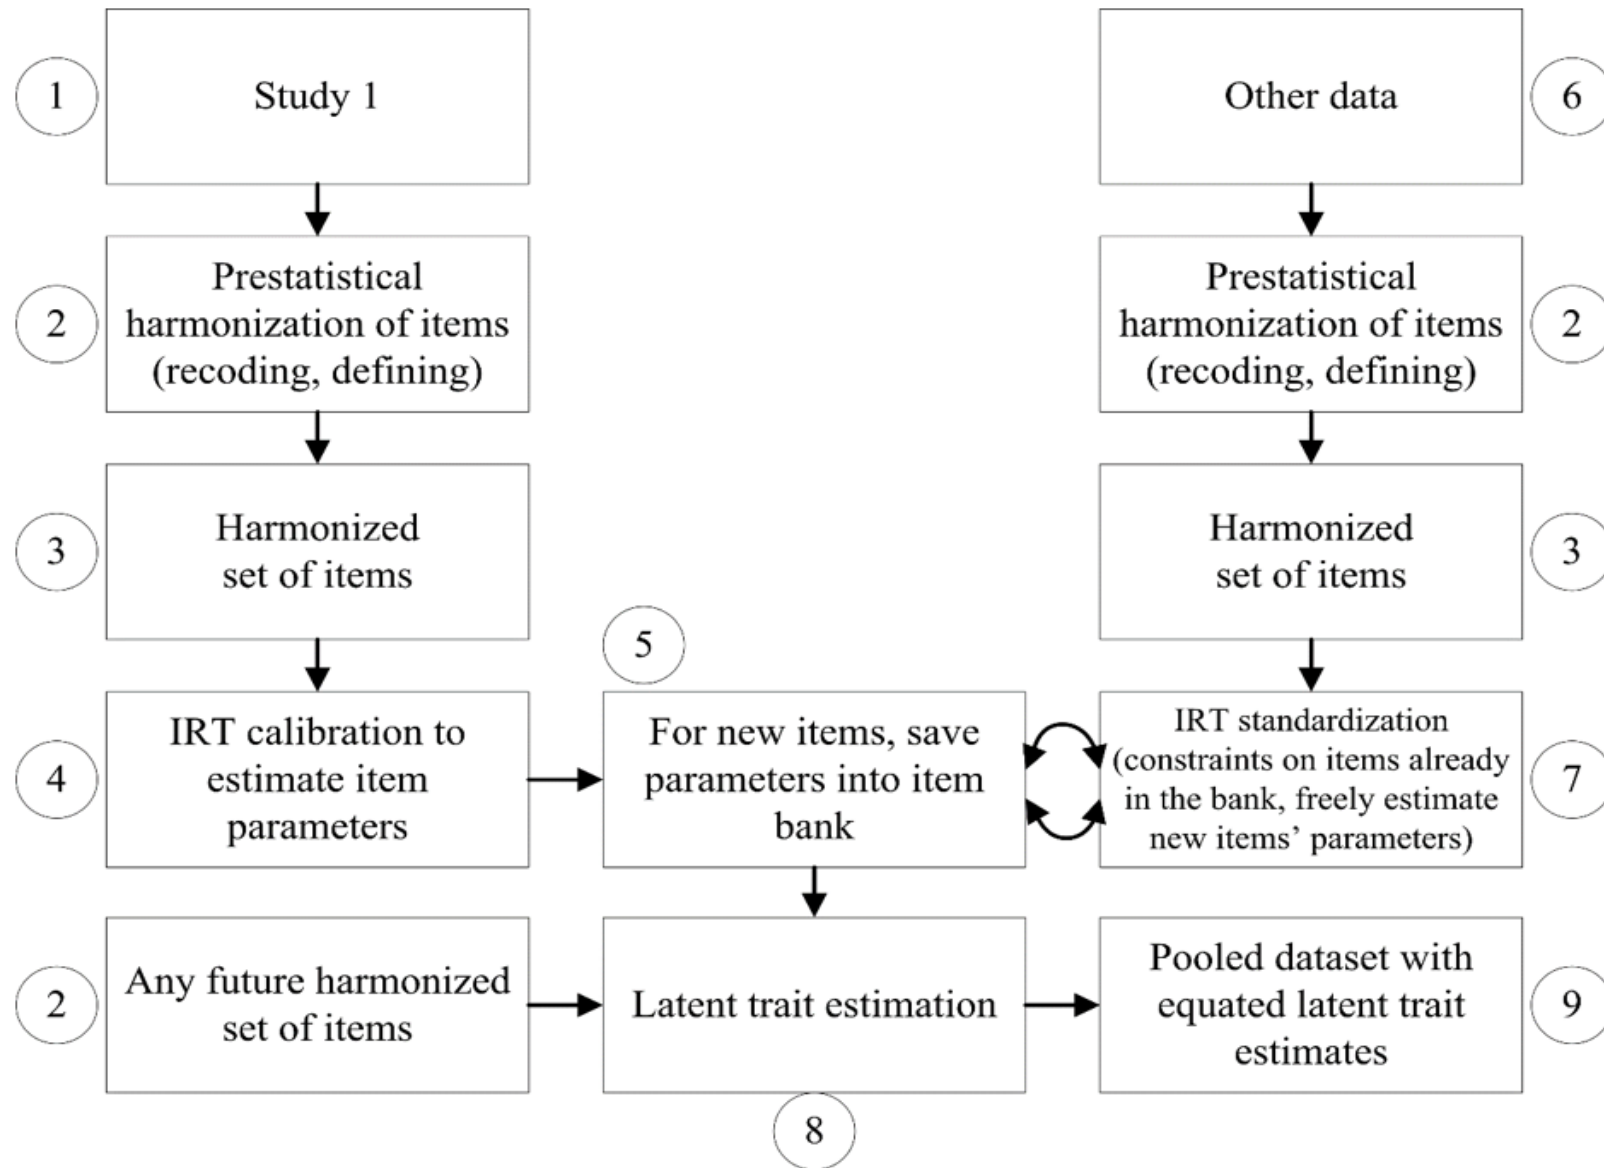 1
Study 1
Other data
6
2
Prestatistical
harmonization of items
(recoding, defining)
Prestatistical
harmonization of items
(recoding, defining)
2
3
Harmonized
set of items
Harmonized
set of items
3
5
4
IRT calibration to
estimate item
parameters
For new items, save
parameters into item
bank
IRT standardization
(constraints on items already
in the bank, freely estimate
new items’ parameters)
7
2
Any future harmonized
set of items
Latent trait estimation
Pooled dataset with
equated latent trait
estimates
9
8